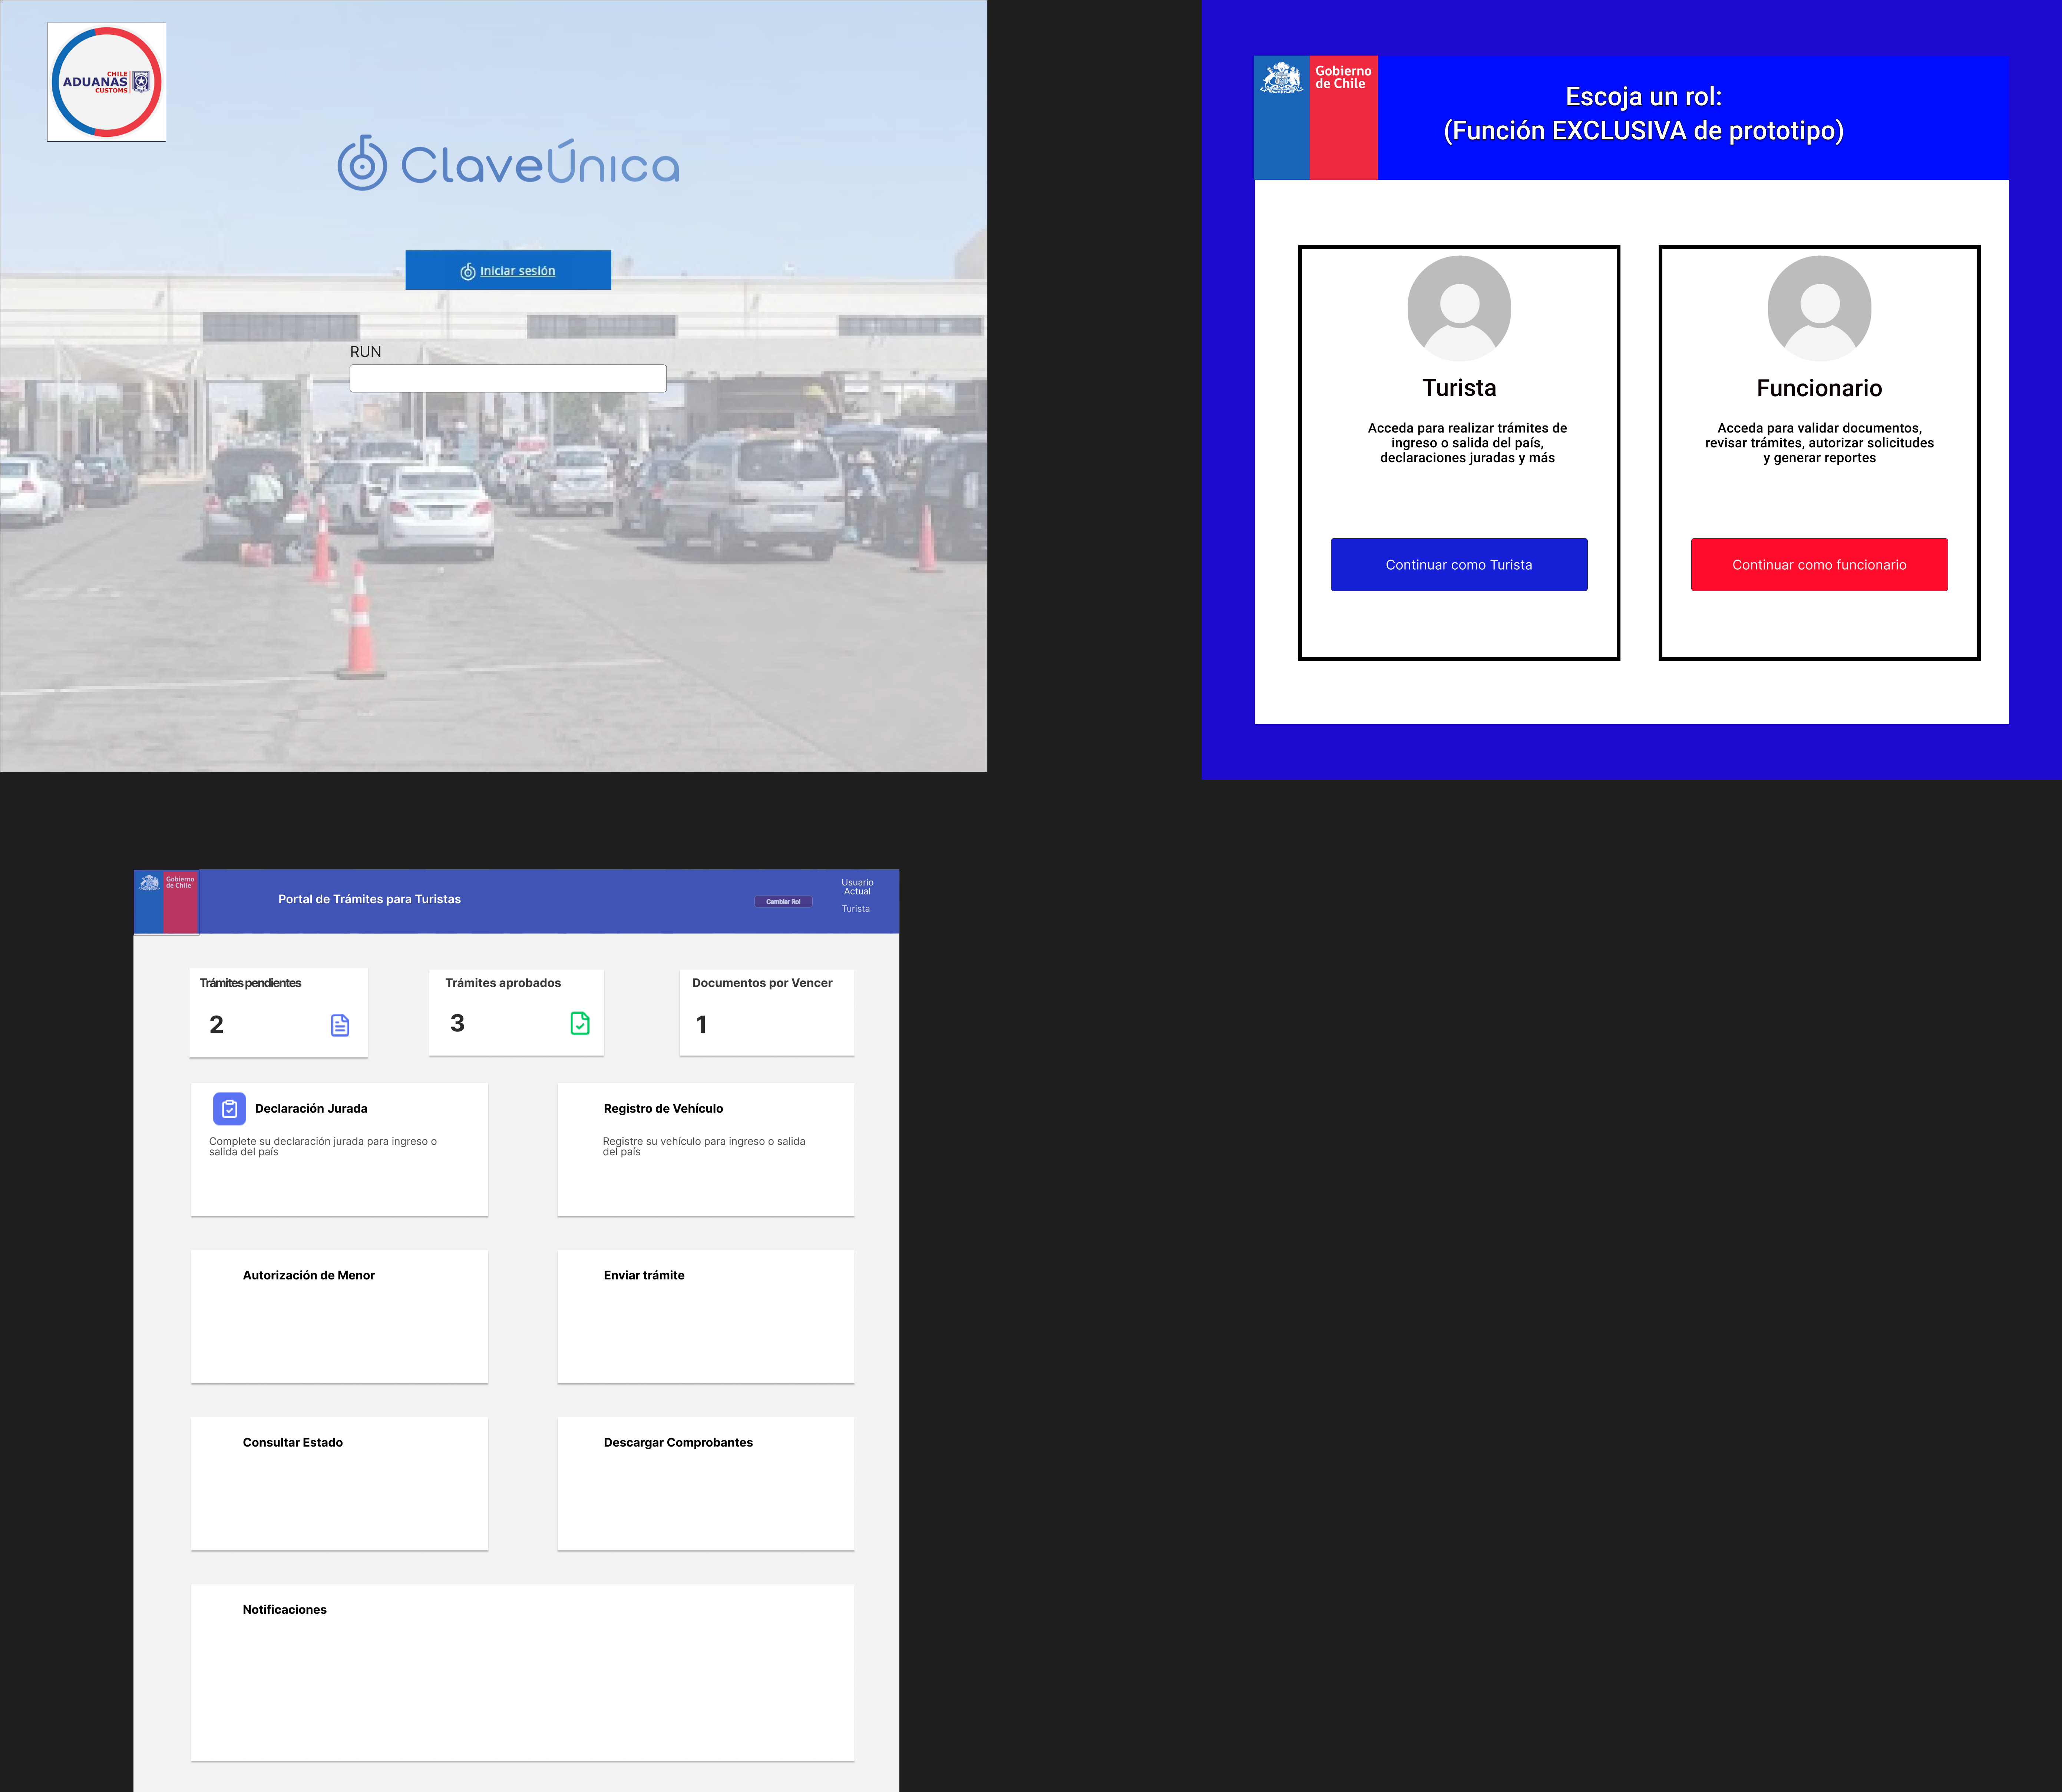 CHILE
ADUANAS
CUSTOMS
ClaveÚnica
Iniciar sesión
RUN
Gobierno
de Chile
Escoja un rol:
(Función EXCLUSIVA de prototipo)
Turista
Acceda para realizar trámites de
ingreso o salida del país,
declaraciones juradas y más
Continuar como Turista
Funcionario
Acceda para validar documentos,
revisar trámites, autorizar solicitudes
y generar reportes
Continuar como funcionario
Gobierno
de Chile
Portal de Trámites para Turistas
Cambiar Rol
Usuario
Actual
Turista
Trámites pendientes
2
Trámites aprobados
3
Documentos por Vencer
1
Declaración Jurada
Complete su declaración jurada para ingreso o
salida del país
Registro de Vehículo
Registre su vehículo para ingreso o salida
del país
Autorización de Menor
Enviar trámite
Consultar Estado
Descargar Comprobantes
Notificaciones